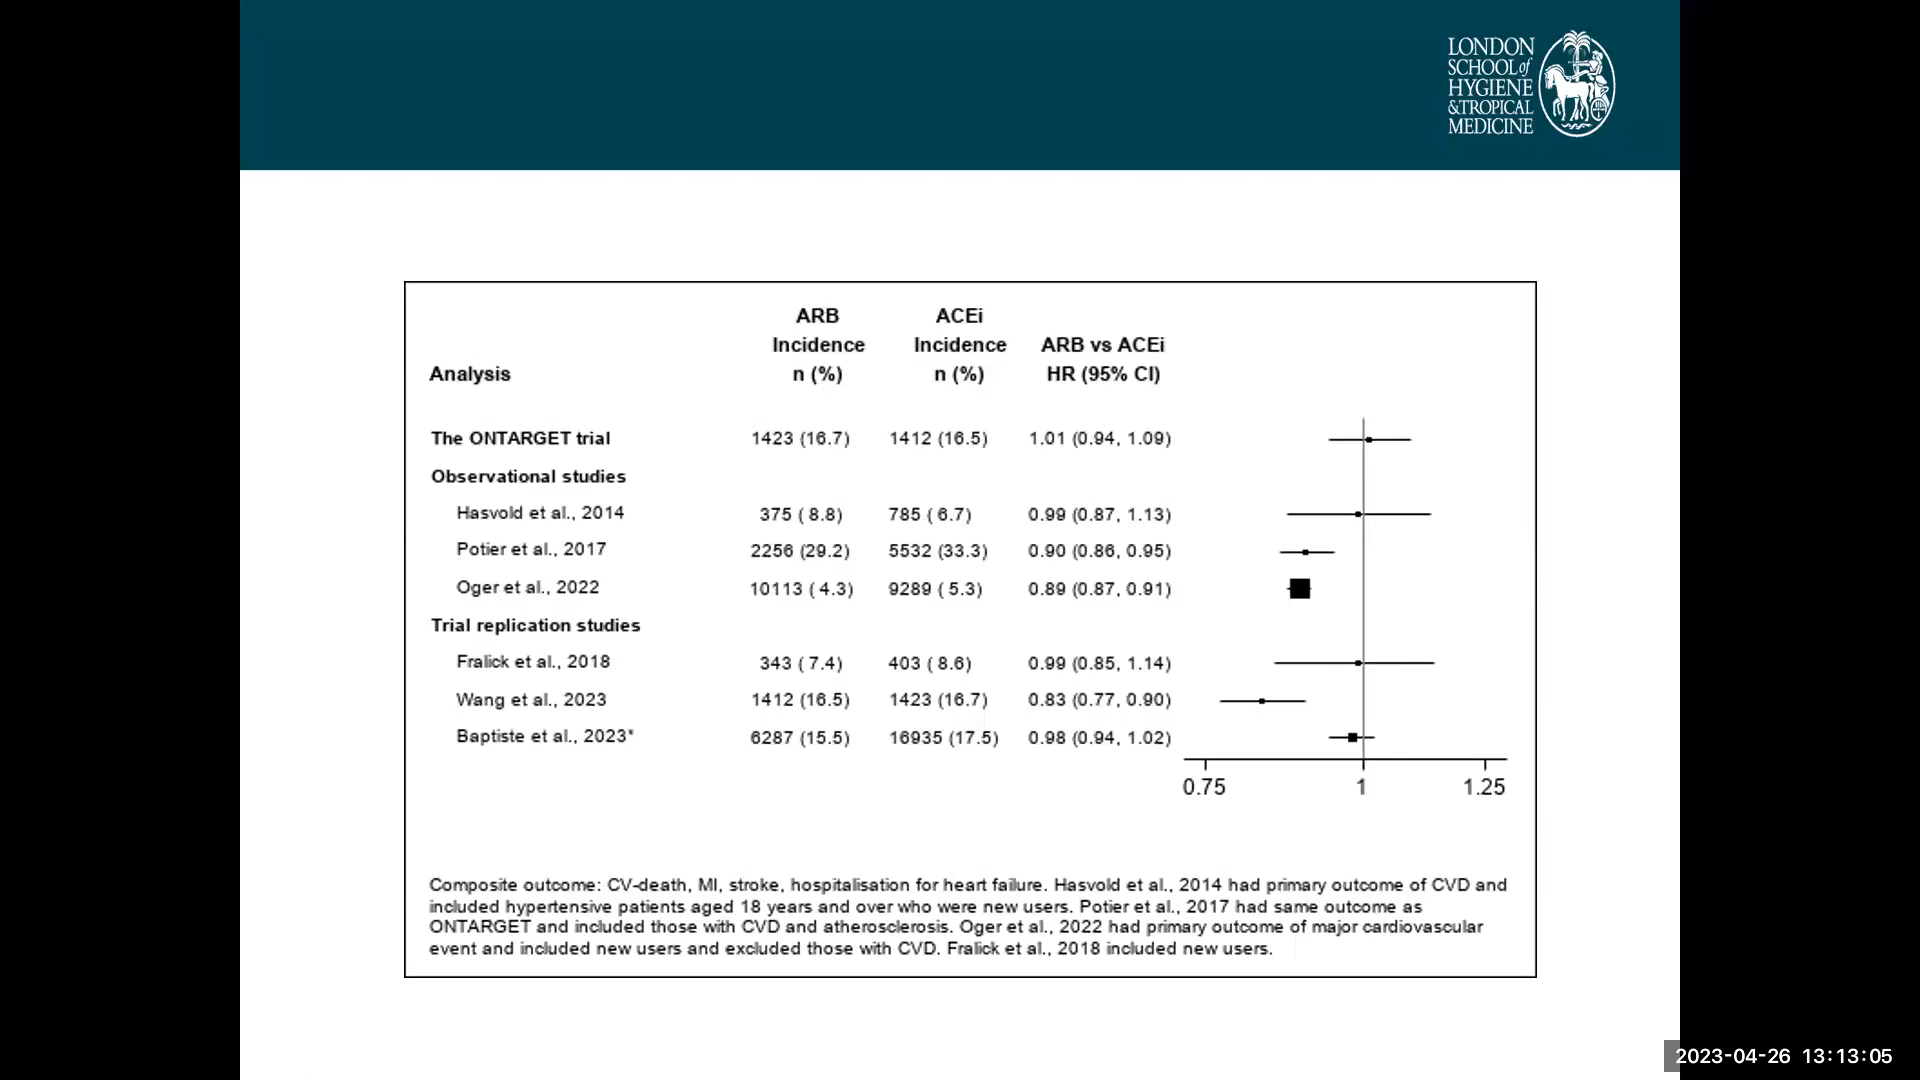 LONDON
SCHOOL of
HYGIENE
& TROPICAL
MEDICINE
ARB ACEi
Incidence Incidence ARB vs ACEi
Analysis n (%) n (%) HR (95% CI)
The ONTARGET trial 1423 (16.7) 1412 (16.5) 1.01 (0.94, 1.09)
Observational studies
Hasvold et al., 2014 375 ( 8.8) 785 ( 6.7) 0.99 (0.87, 1.13)
Potier et al., 2017 2256 (29.2) 5532 (33.3) 0.90 (0.86, 0.95)
Oger et al., 2022 10113 ( 4.3) 9289 ( 5.3) 0.89 (0.87, 0.91)
Trial replication studies
Fralick et al., 2018 343 ( 7.4) 403 ( 8.6) 0.99 (0.85, 1.14)
Wang et al., 2023 1412 (16.5) 1423 (16.7) 0.83 (0.77, 0.90)
Baptiste et al., 2023* 6287 (15.5) 16935 (17.5) 0.98 (0.94, 1.02)
0.75 1 1.25
Composite outcome: CV-death, MI, stroke, hospitalisation for heart failure. Hasvold et al., 2014 had primary outcome of CVD and
included hypertensive patients aged 18 years and over who were new users. Potier et al., 2017 had same outcome as
ONTARGET and included those with CVD and atherosclerosis. Oger et al., 2022 had primary outcome of major cardiovascular
event and included new users and excluded those with CVD. Fralick et al., 2018 included new users.
2023-04-26 13:13:05